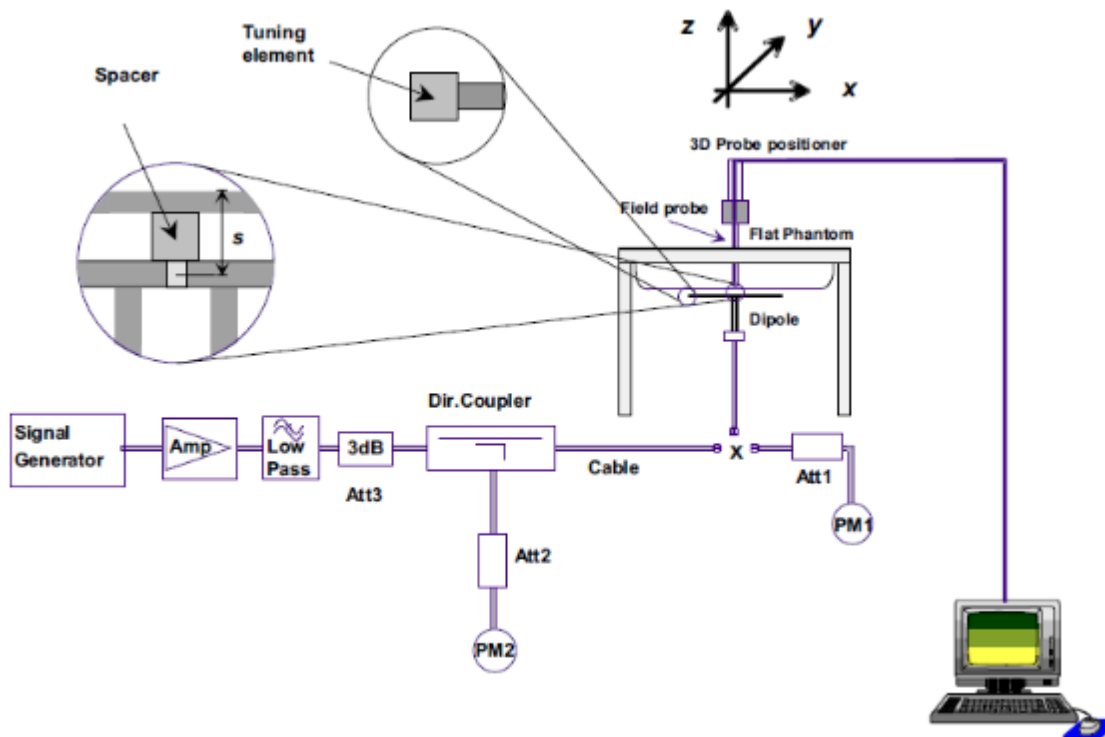 Tuning
element
Spacer
s
z
y
x
3D Probe positioner
Field probe
Flat Phantom
Dipole
Dir.Coupler
Signal
Generator
Amp
Low
Pass
3dB
Att3
Cable
X
Att1
PM1
Att2
PM2